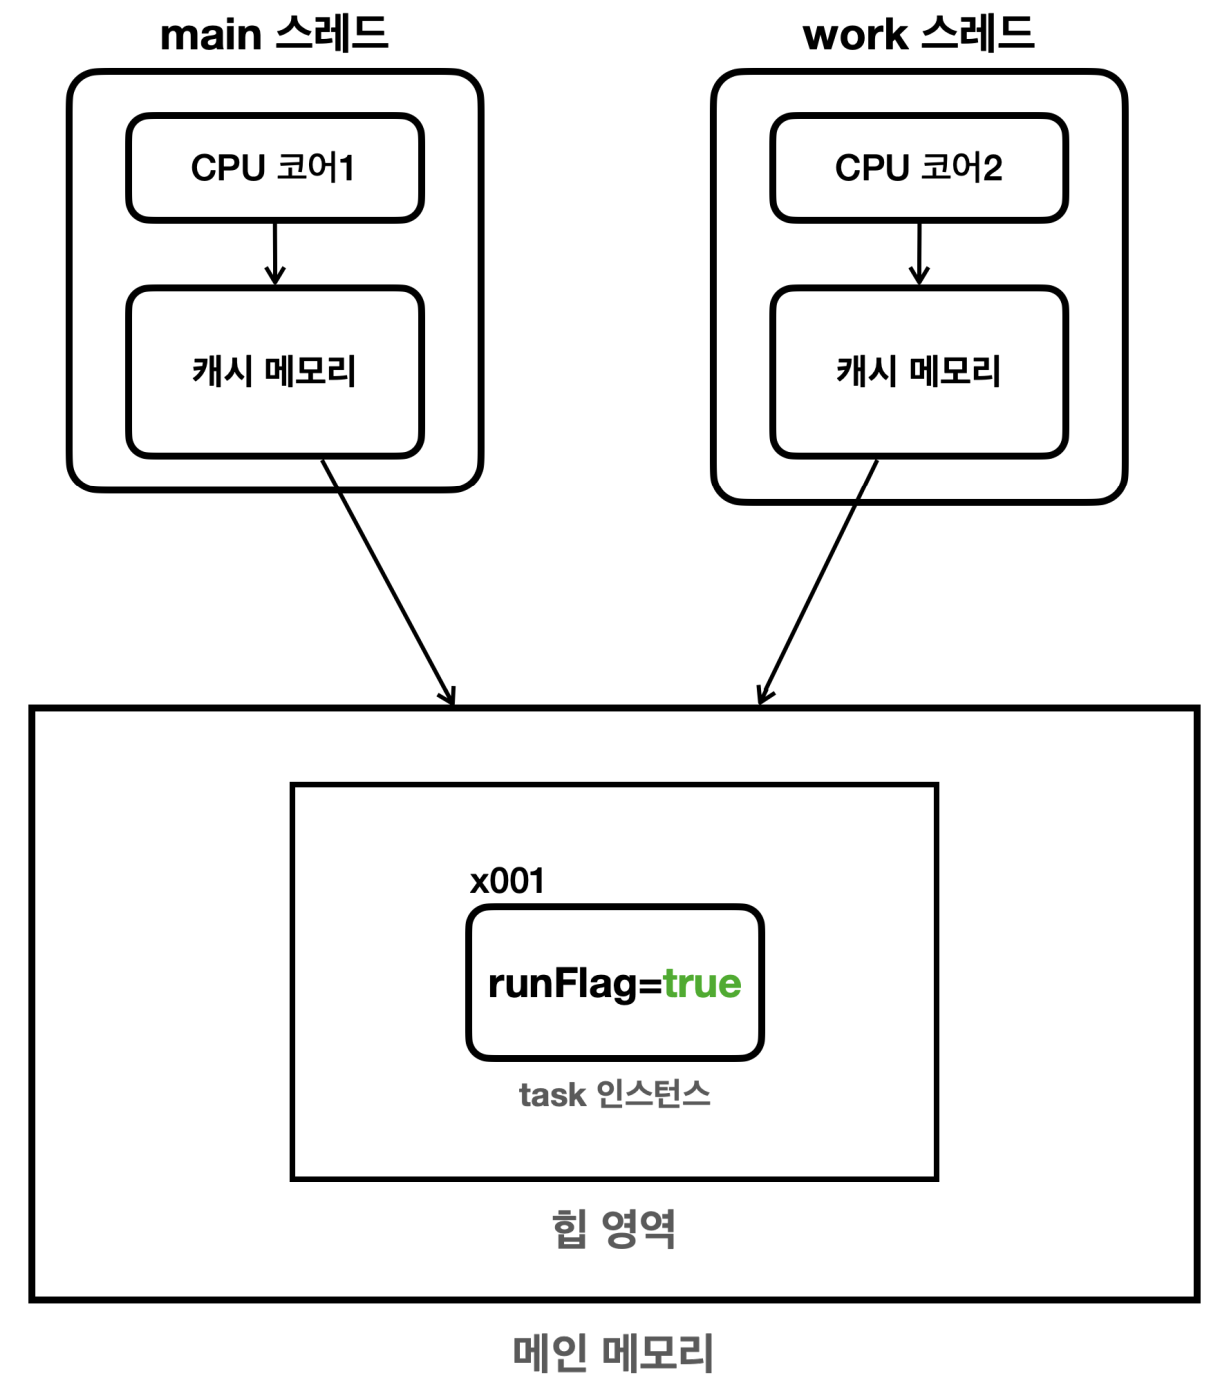 main 스레드
work 스레드
CPU 코어1
CPU 코어2
캐시 메모리
캐시 메모리
x001
runFlag=true
task 인스턴스
힙 영역
메인 메모리